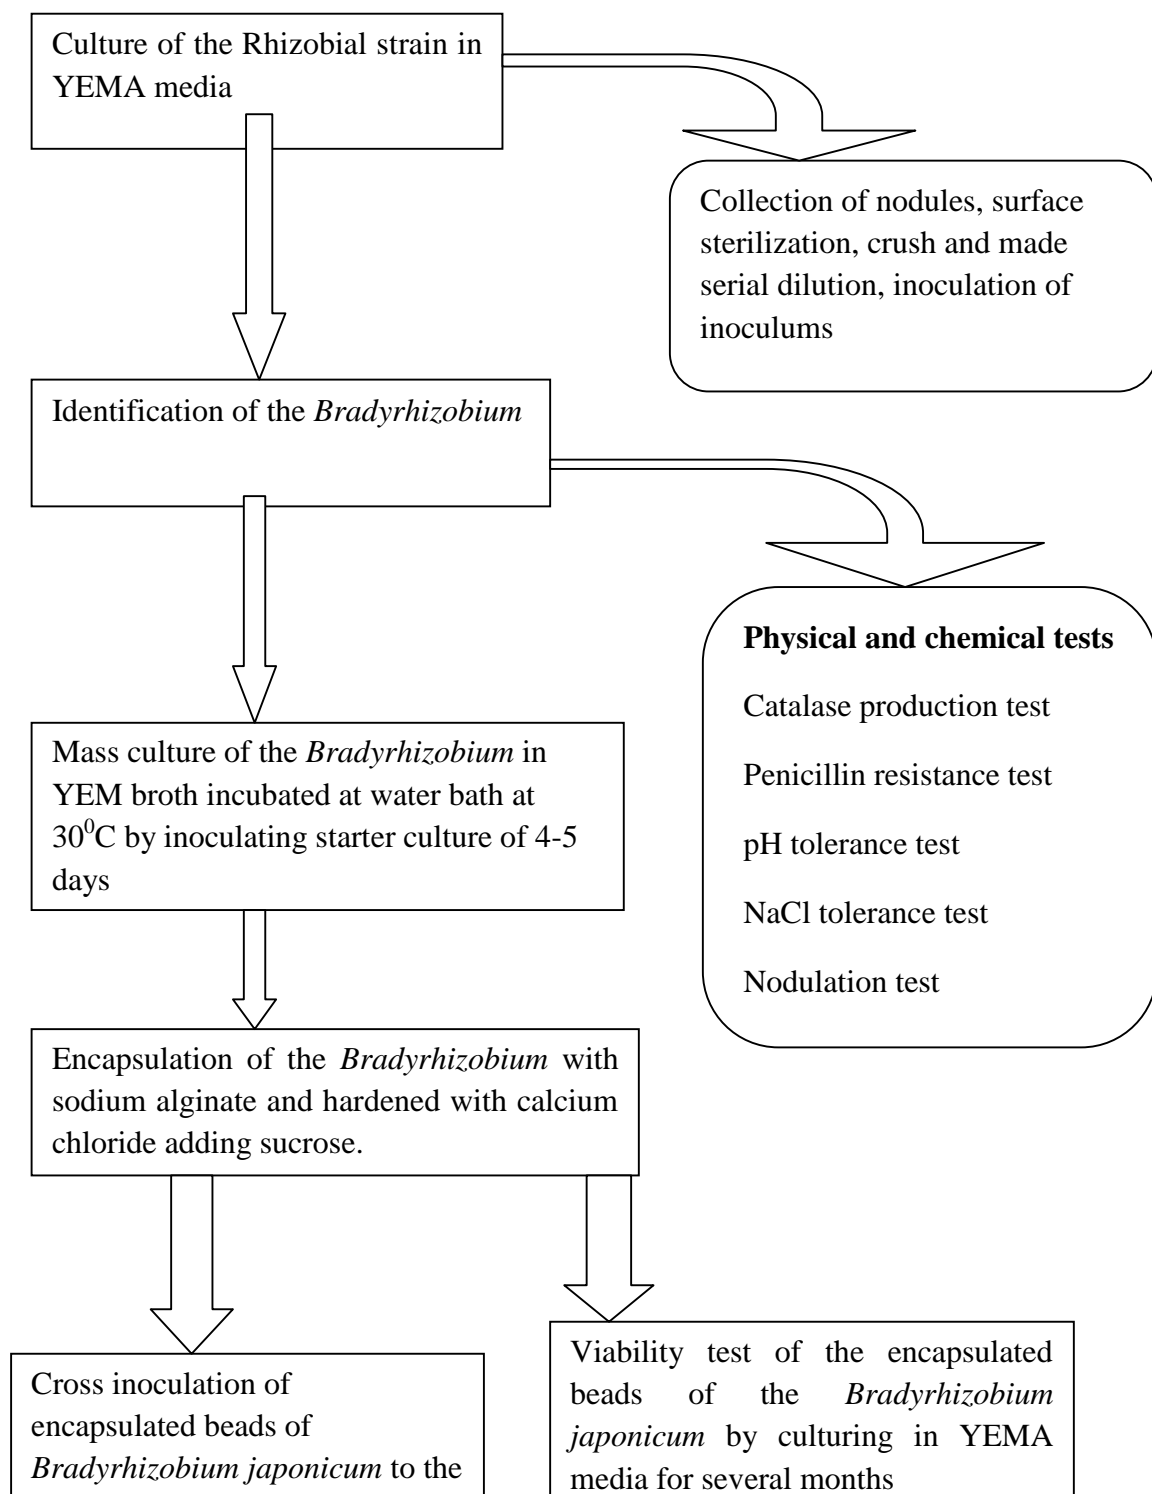 Culture of the Rhizobial strain in
YEMA media
Collection of nodules, surface
sterilization, crush and made
serial dilution, inoculation of
inoculums
Identification of the Bradyrhizobium
Physical and chemical tests
Catalase production test
Penicillin resistance test
pH tolerance test
NaCl tolerance test
Nodulation test
Mass culture of the Bradyrhizobium in
YEM broth incubated at water bath at
30⁰C by inoculating starter culture of 4-5
days
Encapsulation of the Bradyrhizobium with
sodium alginate and hardened with calcium
chloride adding sucrose.
Cross inoculation of
encapsulated beads of
Bradyrhizobium japonicum to the
Viability test of the encapsulated
beads of the Bradyrhizobium
japonicum by culturing in YEMA
media for several months